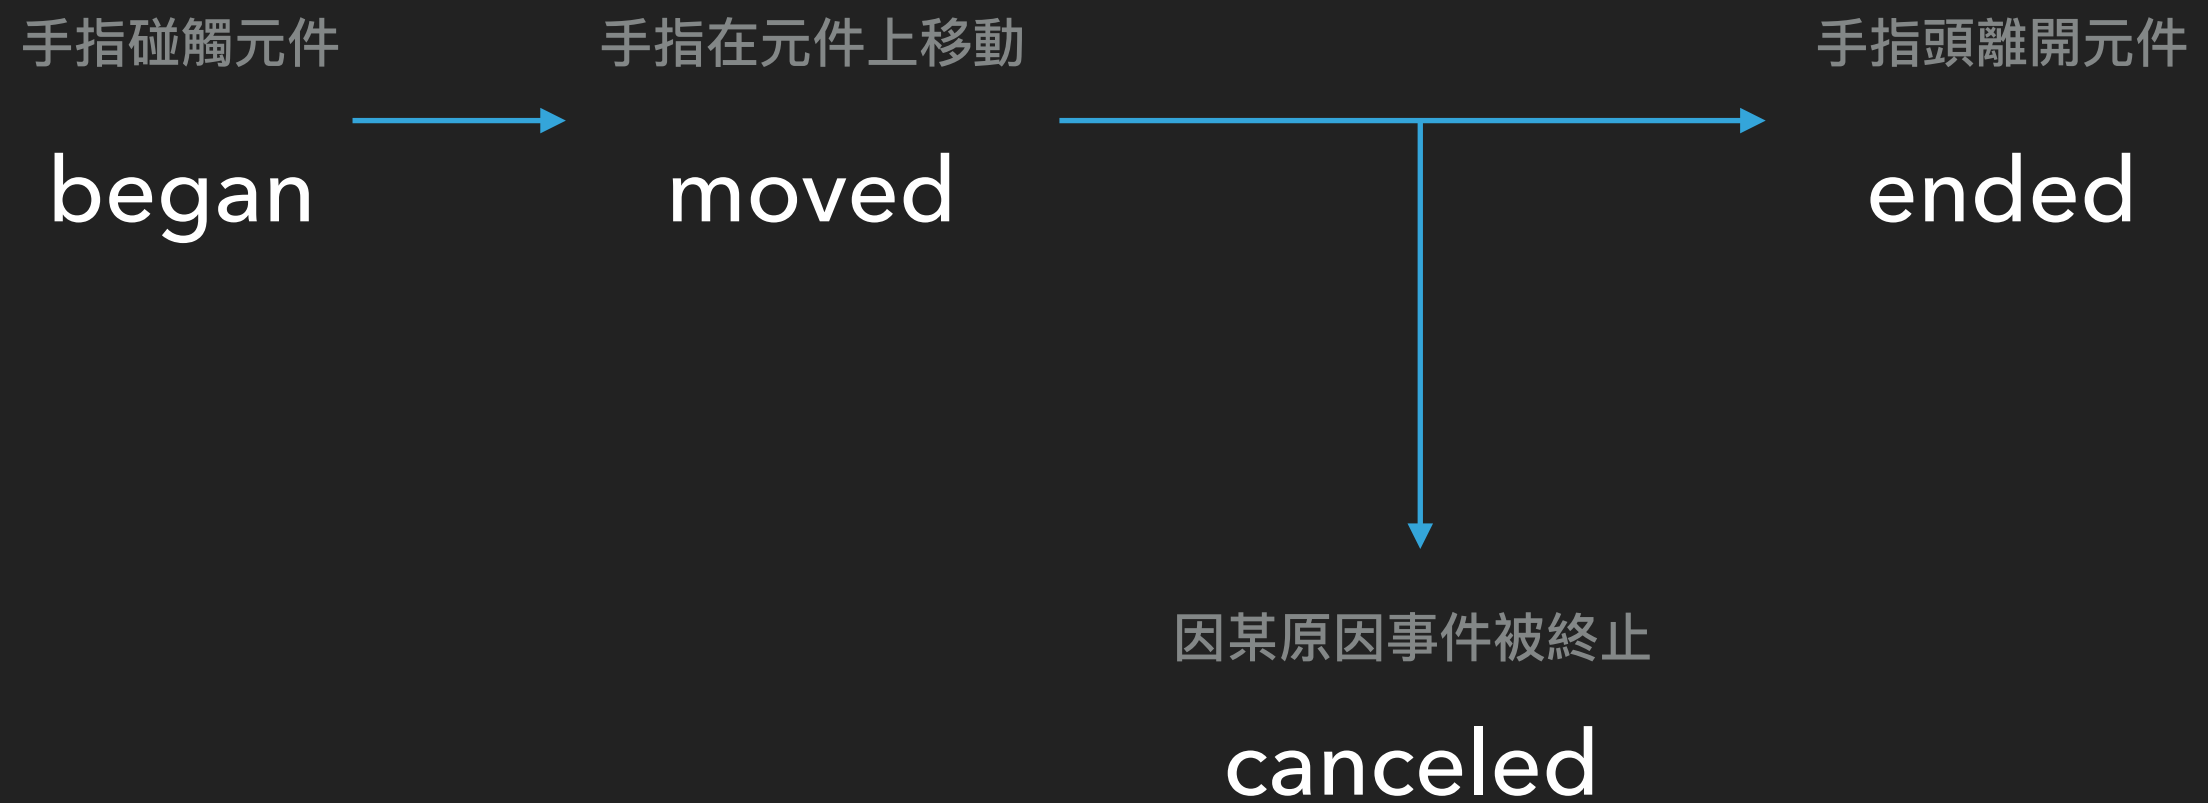 手指碰觸元件
began
手指在元件上移動
moved
手指頭離開元件
ended
因某原因事件被終止
canceled